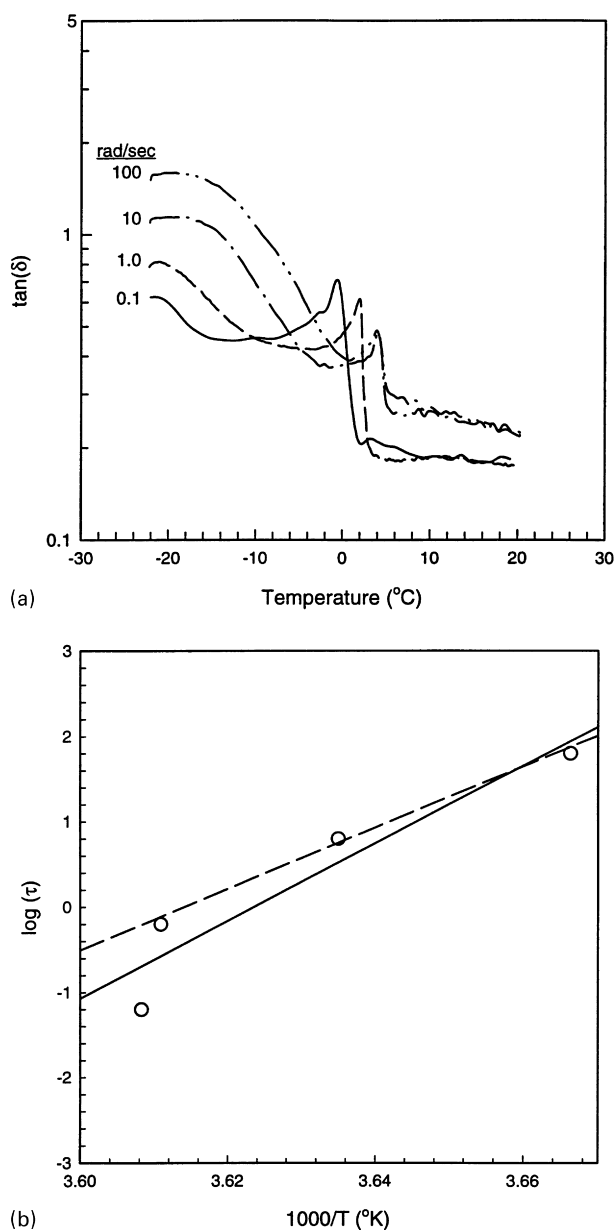 5
1
0.1
tan(δ)
rad/sec
100
10
1.0
0.1
-30 -20 -10 0 10 20 30
Temperature (°C)
(a)
3
2
1
0
-1
-2
-3
log (τ)
3.60 3.62 3.64 3.66
1000/T (°K)
(b)